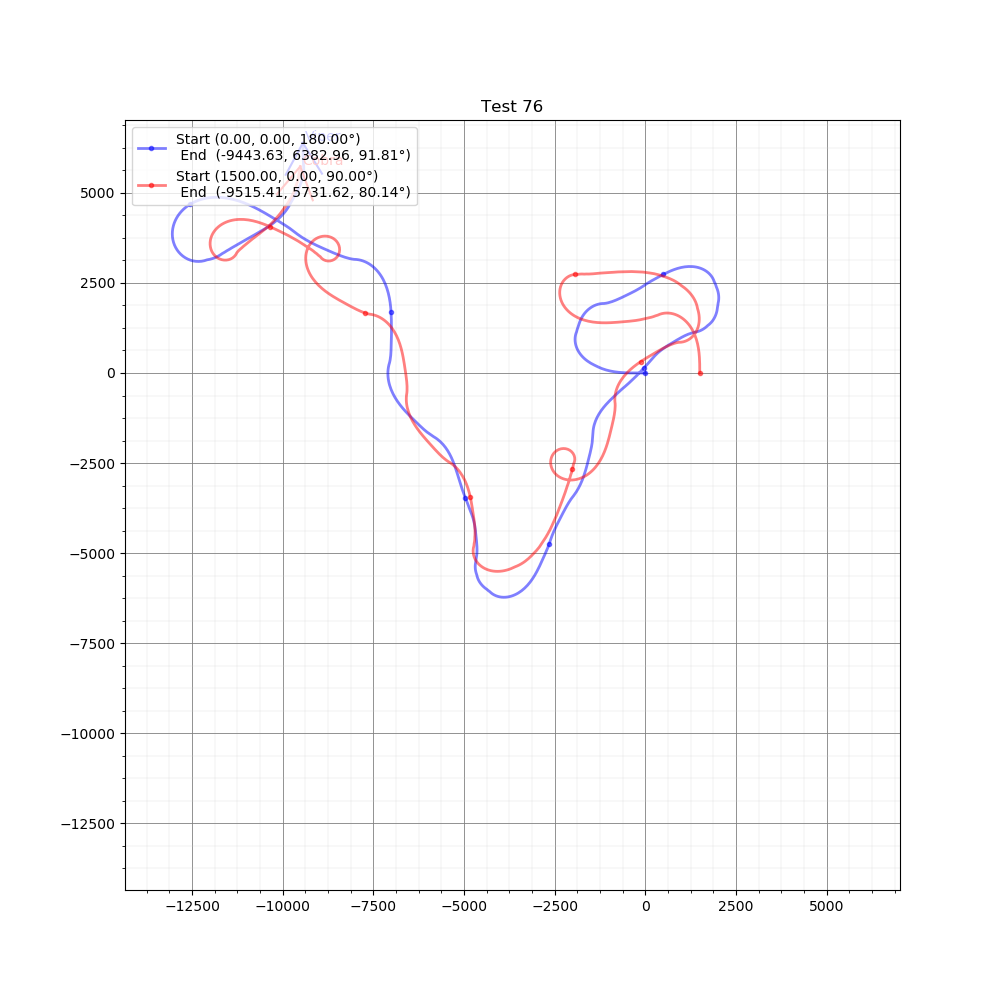 Test 76
Start (0.00, 0.00, 180.00°)
End (-9443.63, 6382.96, 91.81°)
Start (1500.00, 0.00, 90.00°)
End (-9515.41, 5731.62, 80.14°)
5000
2500
0
−2500
−5000
−7500
−10000
−12500
−12500 −10000 −7500 −5000 −2500 0 2500 5000